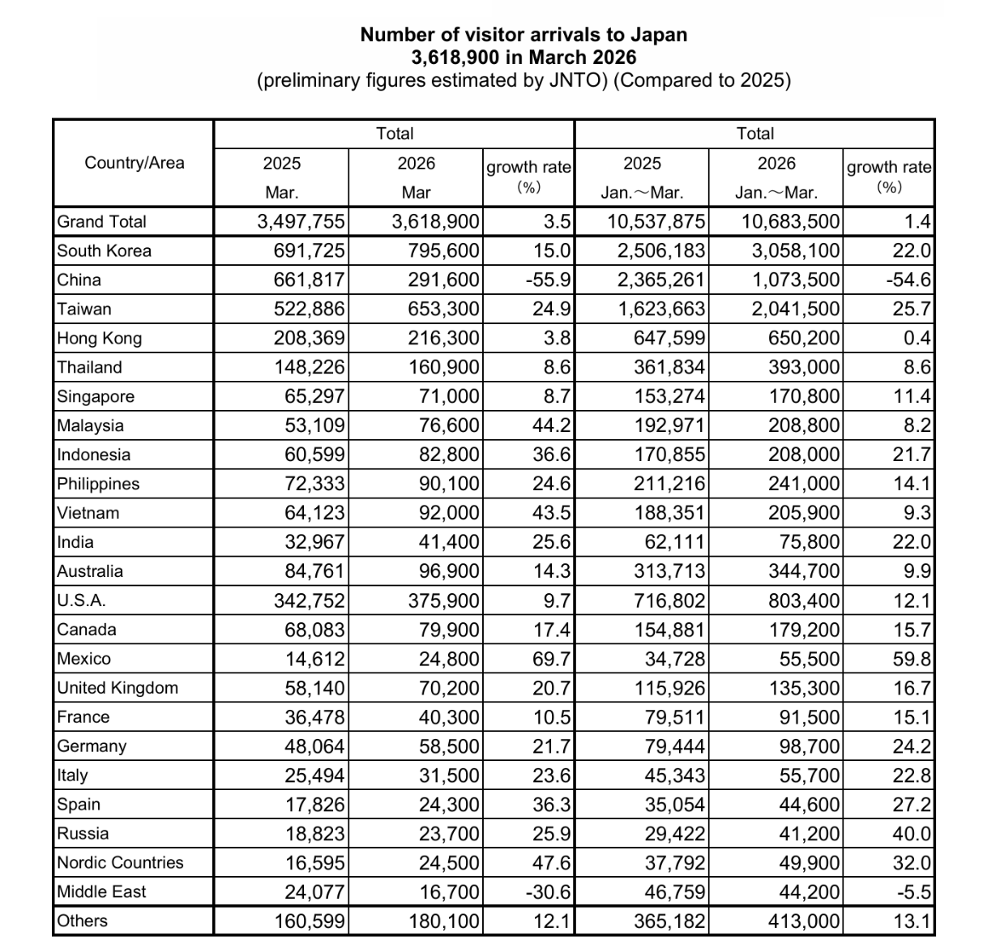 Number of visitor arrivals to Japan
3,618,900 in March 2026
(preliminary figures estimated by JNTO) (Compared to 2025)
Country/Area Total Total
2025 2026 growth rate 2025 2026 growth rate
Mar. Mar (%) Jan.～Mar. Jan.～Mar. (%)
Grand Total 3,497,755 3,618,900 3.5 10,537,875 10,683,500 1.4
South Korea 691,725 795,600 15.0 2,506,183 3,058,100 22.0
China 661,817 291,600 -55.9 2,365,261 1,073,500 -54.6
Taiwan 522,886 653,300 24.9 1,623,663 2,041,500 25.7
Hong Kong 208,369 216,300 3.8 647,599 650,200 0.4
Thailand 148,226 160,900 8.6 361,834 393,000 8.6
Singapore 65,297 71,000 8.7 153,274 170,800 11.4
Malaysia 53,109 76,600 44.2 192,971 208,800 8.2
Indonesia 60,599 82,800 36.6 170,855 208,000 21.7
Philippines 72,333 90,100 24.6 211,216 241,000 14.1
Vietnam 64,123 92,000 43.5 188,351 205,900 9.3
India 32,967 41,400 25.6 62,111 75,800 22.0
Australia 84,761 96,900 14.3 313,713 344,700 9.9
U.S.A. 342,752 375,900 9.7 716,802 803,400 12.1
Canada 68,083 79,900 17.4 154,881 179,200 15.7
Mexico 14,612 24,800 69.7 34,728 55,500 59.8
United Kingdom 58,140 70,200 20.7 115,926 135,300 16.7
France 36,478 40,300 10.5 79,511 91,500 15.1
Germany 48,064 58,500 21.7 79,444 98,700 24.2
Italy 25,494 31,500 23.6 45,343 55,700 22.8
Spain 17,826 24,300 36.3 35,054 44,600 27.2
Russia 18,823 23,700 25.9 29,422 41,200 40.0
Nordic Countries 16,595 24,500 47.6 37,792 49,900 32.0
Middle East 24,077 16,700 -30.6 46,759 44,200 -5.5
Others 160,599 180,100 12.1 365,182 413,000 13.1